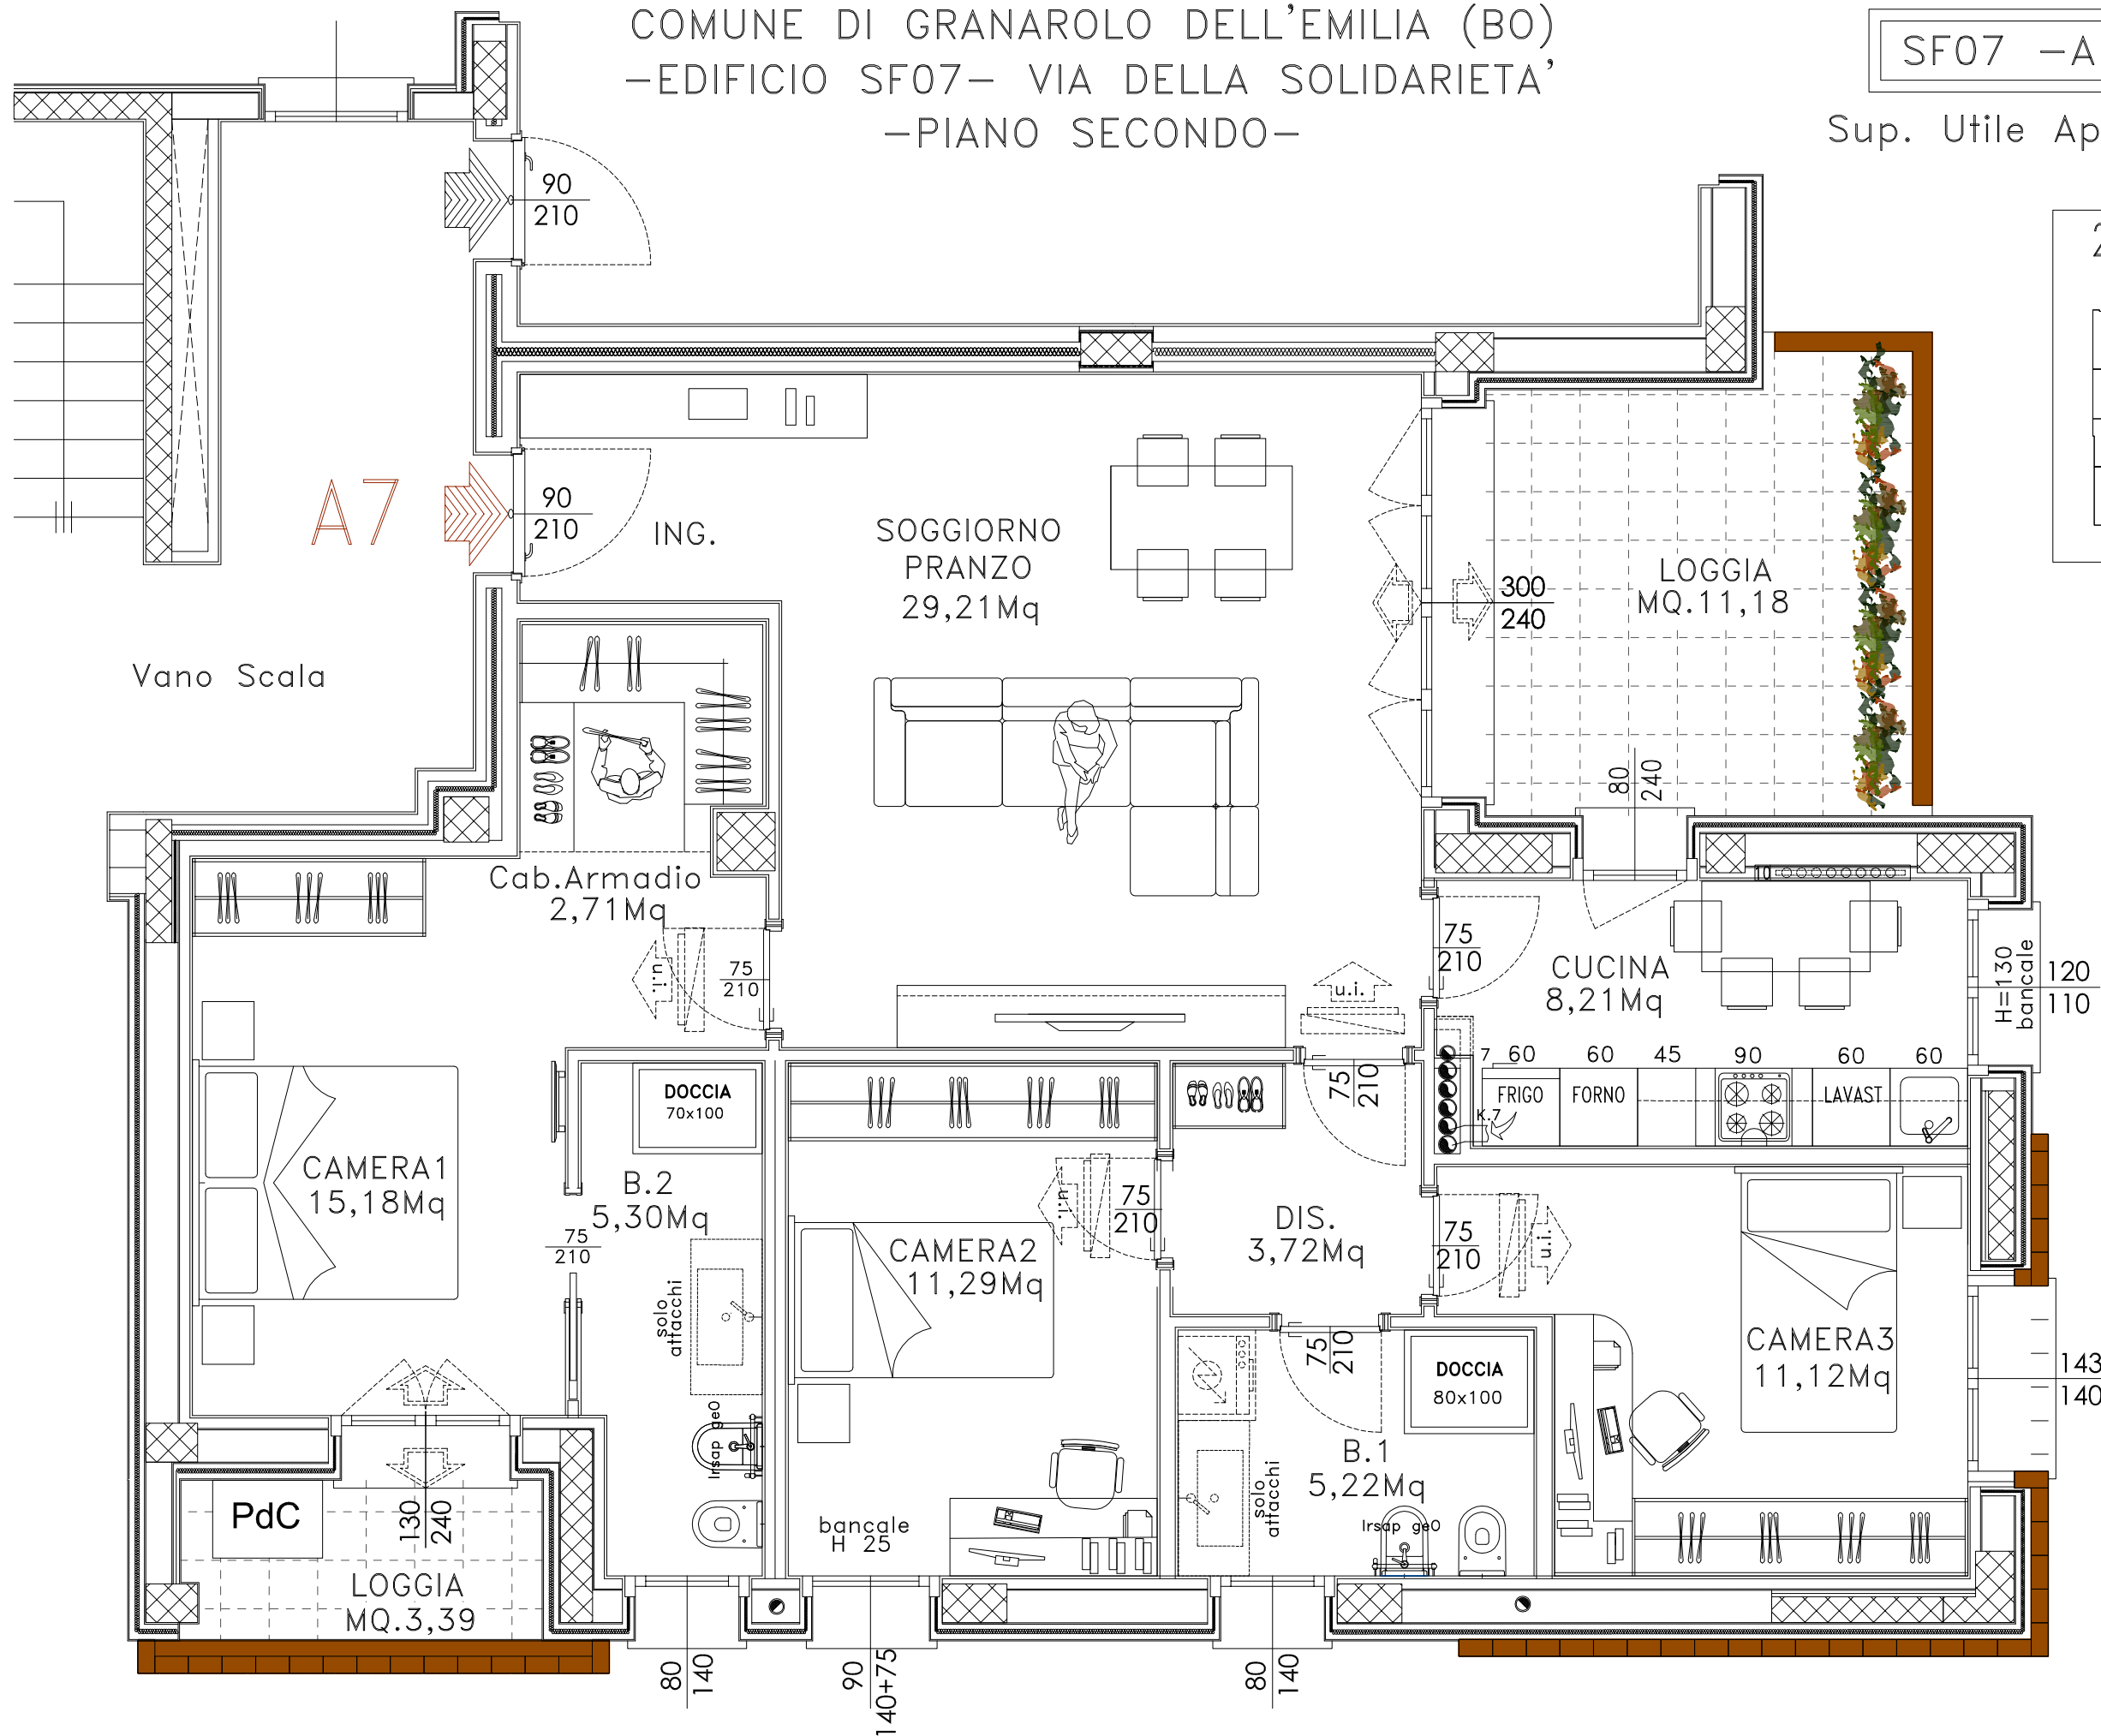 COMUNE DI GRANAROLO DELL'EMILIA (BO)
-EDIFICIO SF07- VIA DELLA SOLIDARIETA'
-PIANO SECONDO-
SF07 -A
Sup. Utile Ap
90
210
A7
90
210
ING.
SOGGIORNO
PRANZO
29,21Mq
300
240
LOGGIA
MQ.11,18
Vano Scala
80
240
Cab.Armadio
2,71Mq
u.i.
75
210
u.i.
75
210
CUCINA
8,21Mq
H=130
bancale
120
110
7 60 60 45 90 60 60
FRIGO FORNO LAVAST
K.7
75
210
DOCCIA
70x100
CAMERA1
15,18Mq
B.2
5,30Mq
75
210
solo
attacchi
CAMERA2
11,29Mq
u.i.
75
210
DIS.
3,72Mq
75
210
u.i.
75
210
DOCCIA
80x100
CAMERA3
11,12Mq
143
140
Irsap geO
B.1
5,22Mq
solo
attacchi
Irsap geO
PdC
130
240
LOGGIA
MQ.3,39
bancale
H 25
80
140
90
140+75
80
140